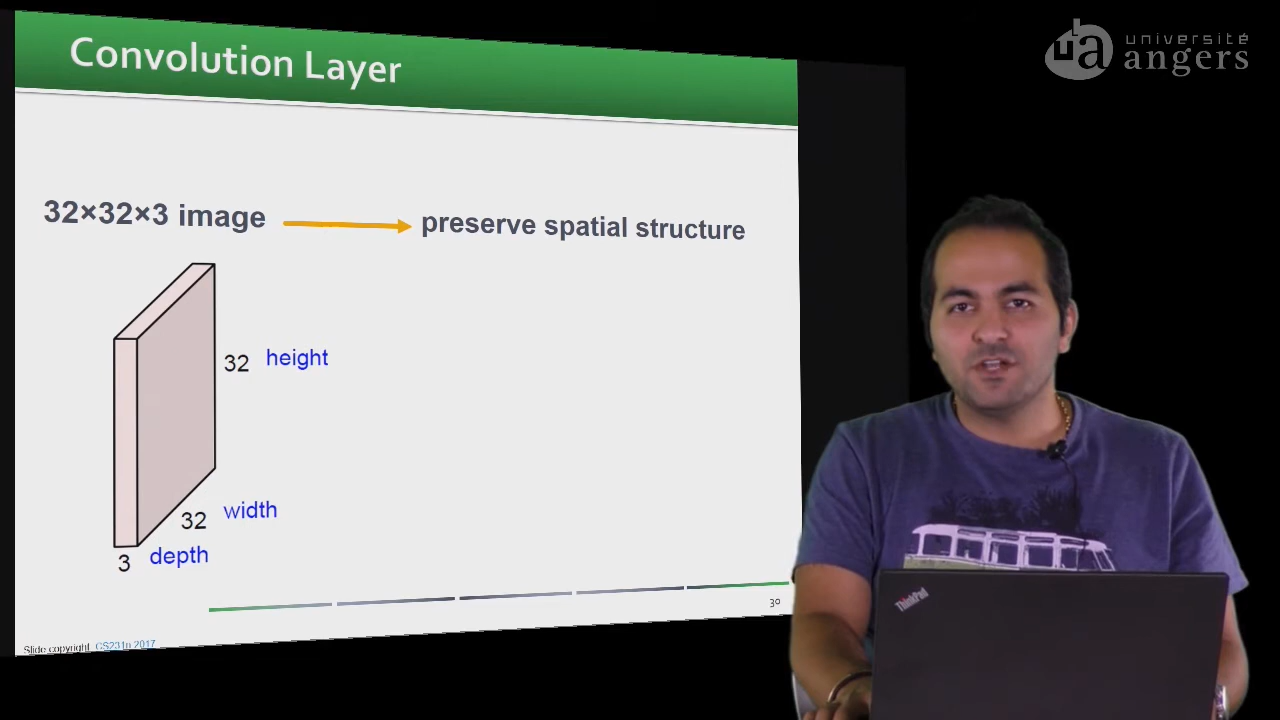 Convolution Layer
université
angers
32×32×3 image
preserve spatial structure
32 height
32 width
3 depth
30
Slide copyright CS231n 2017
ThinkPad